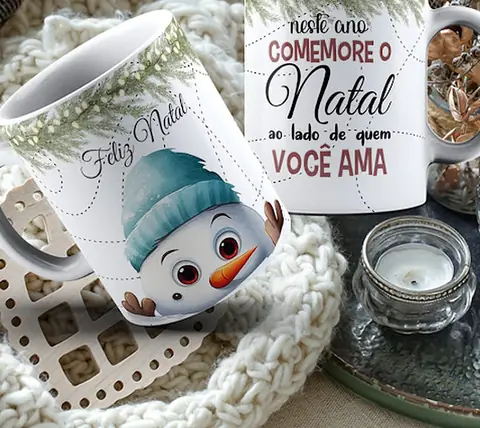 Feliz Natal
neste ano
COMEMORE O
Natal
ao lado de quem
VOCÊ AMA